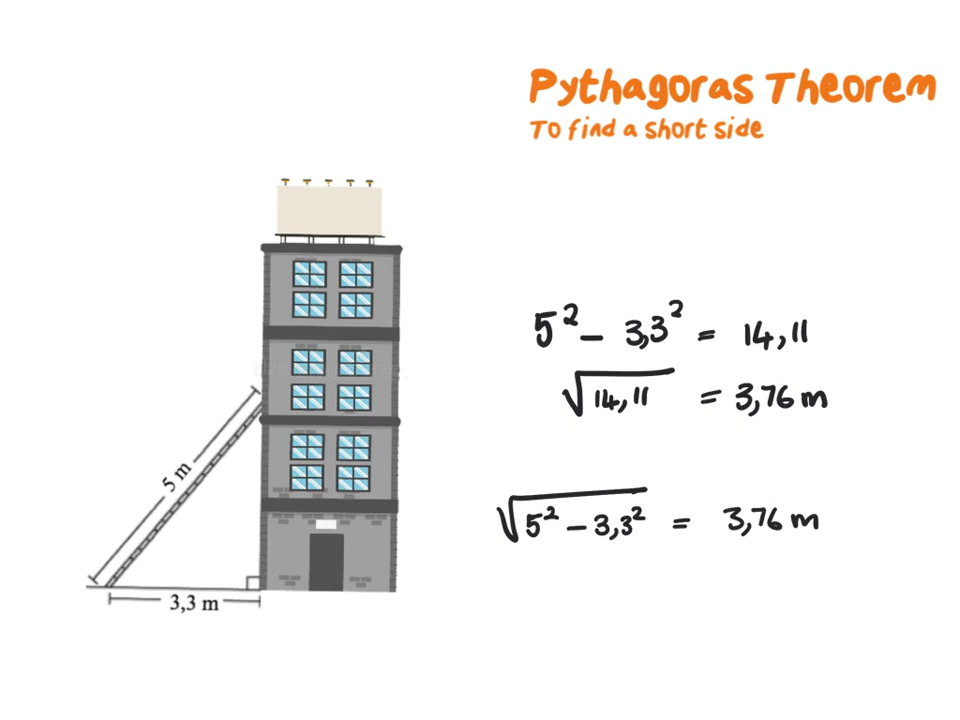 Pythagoras Theorem
To find a short side
5² – 3,3² = 14,11
√14,11 = 3,76 m
5 m
√5² – 3,3² = 3,76 m
3,3 m